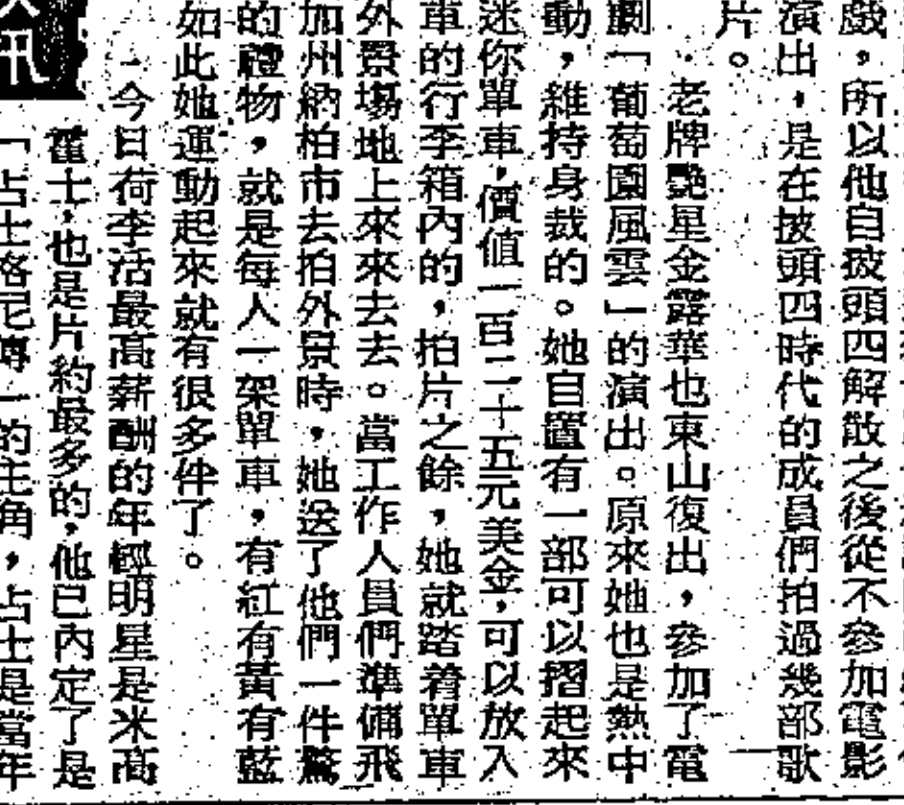 戲，所以他自披頭四解散之後從不參加電影
演出，是在披頭四時代的成員們拍過幾部歌
片。
．老牌艷星金露華也東山復出，參加了電
劇「葡萄園風雲」的演出。原來她也是熱中
動，維持身裁的。她自置有一部可以摺起來
迷你單車，價值一百二十五元美金，可以放入
車的行李箱內的，拍片之餘，她就踏着單車
外景場地上來來去去。當工作人員們準備飛
加州納柏市去拍外景時，她送了他們一件驚
的禮物，就是每人一架單車，有紅有黃有藍
如此她運動起來就有很多伴了。
．今日荷李活最高薪酬的年輕明星是米高
霍士，也是片約最多的，他已內定了是
「占士格尼傳」的主角，占士是當年
訊